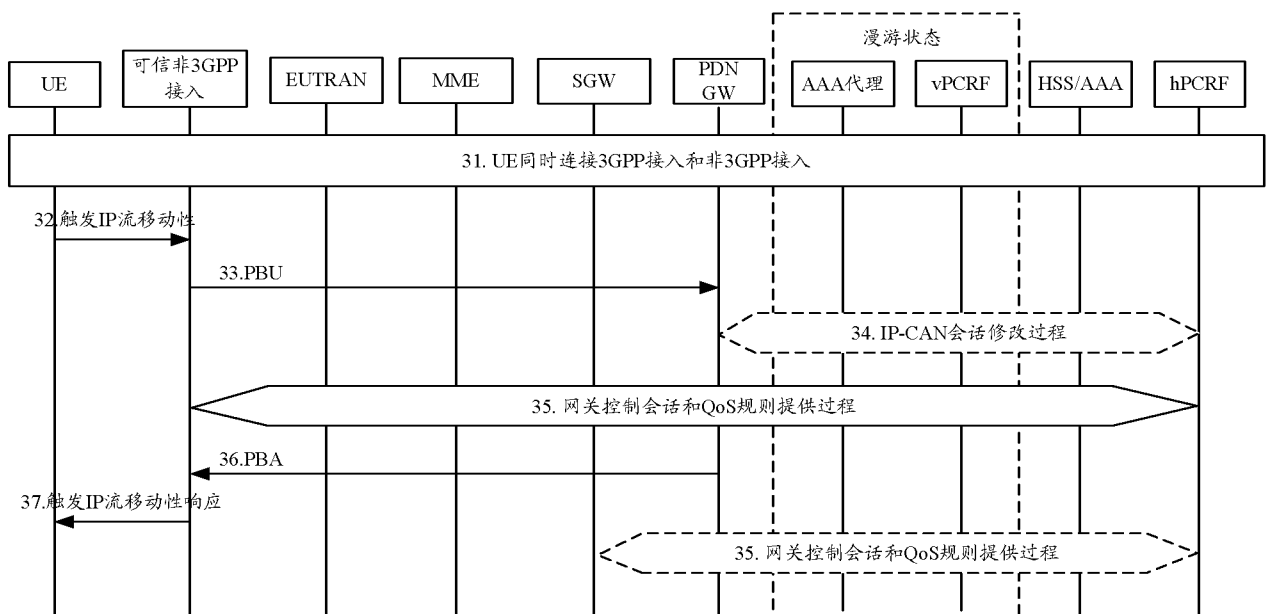 漫游状态
UE
可信非3GPP
接入
EUTRAN
MME
SGW
PDN
GW
AAA代理
vPCRF
HSS/AAA
hPCRF
31. UE同时连接3GPP接入和非3GPP接入
32.触发IP流移动性
33.PBU
34. IP-CAN会话修改过程
35. 网关控制会话和QoS规则提供过程
36.PBA
37.触发IP流移动性响应
35. 网关控制会话和QoS规则提供过程